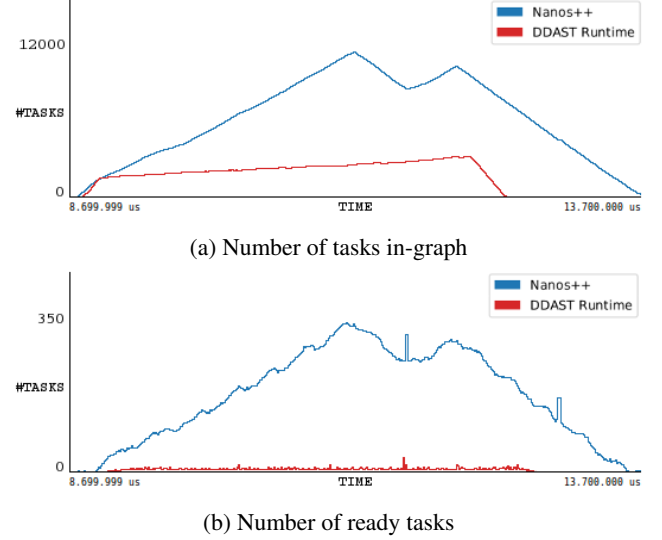 12000
Nanos++
DDAST Runtime
#TASKS
0
8.699.999 us
TIME
13.700.000 us
(a) Number of tasks in-graph
Nanos++
DDAST Runtime
350
#TASKS
0
8.699.999 us
TIME
13.700.000 us
(b) Number of ready tasks